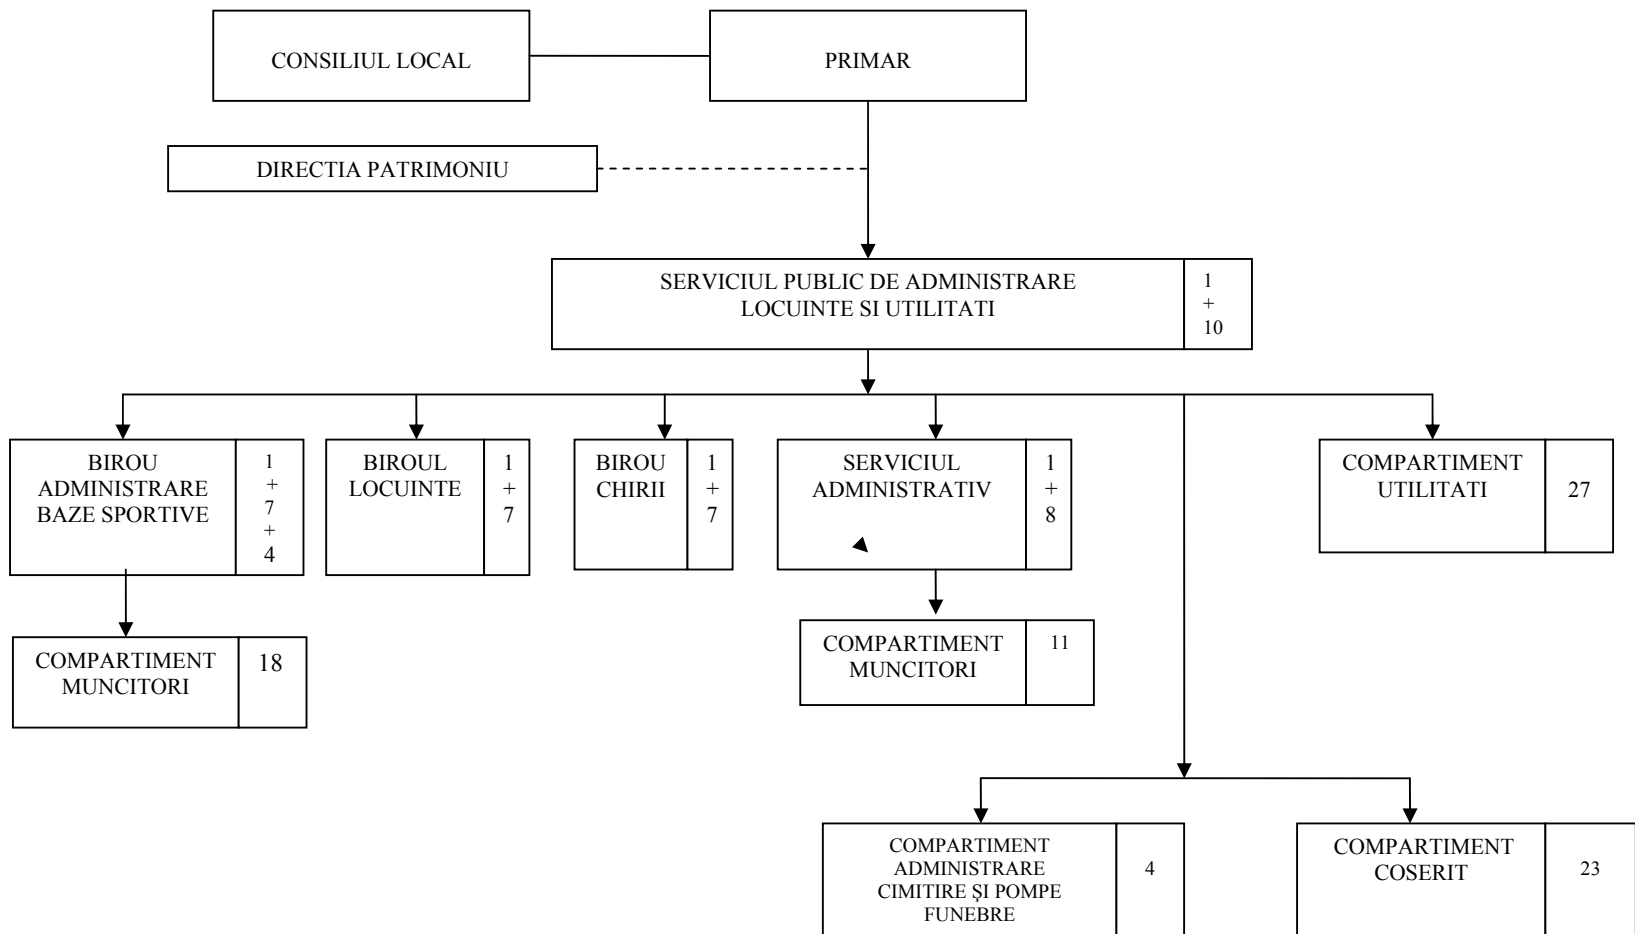 CONSILIUL LOCAL
PRIMAR
DIRECTIA PATRIMONIU
SERVICIUL PUBLIC DE ADMINISTRARE
LOCUINTE SI UTILITATI
1
+
10
BIROU
ADMINISTRARE
BAZE SPORTIVE
1
+
7
+
4
BIROUL
LOCUINTE
1
+
7
BIROU
CHIRII
1
+
7
SERVICIUL
ADMINISTRATIV
1
+
8
COMPARTIMENT
UTILITATI
27
COMPARTIMENT
MUNCITORI
18
COMPARTIMENT
MUNCITORI
11
COMPARTIMENT
ADMINISTRARE
CIMITIRE ŞI POMPE
FUNEBRE
4
COMPARTIMENT
COSERIT
23